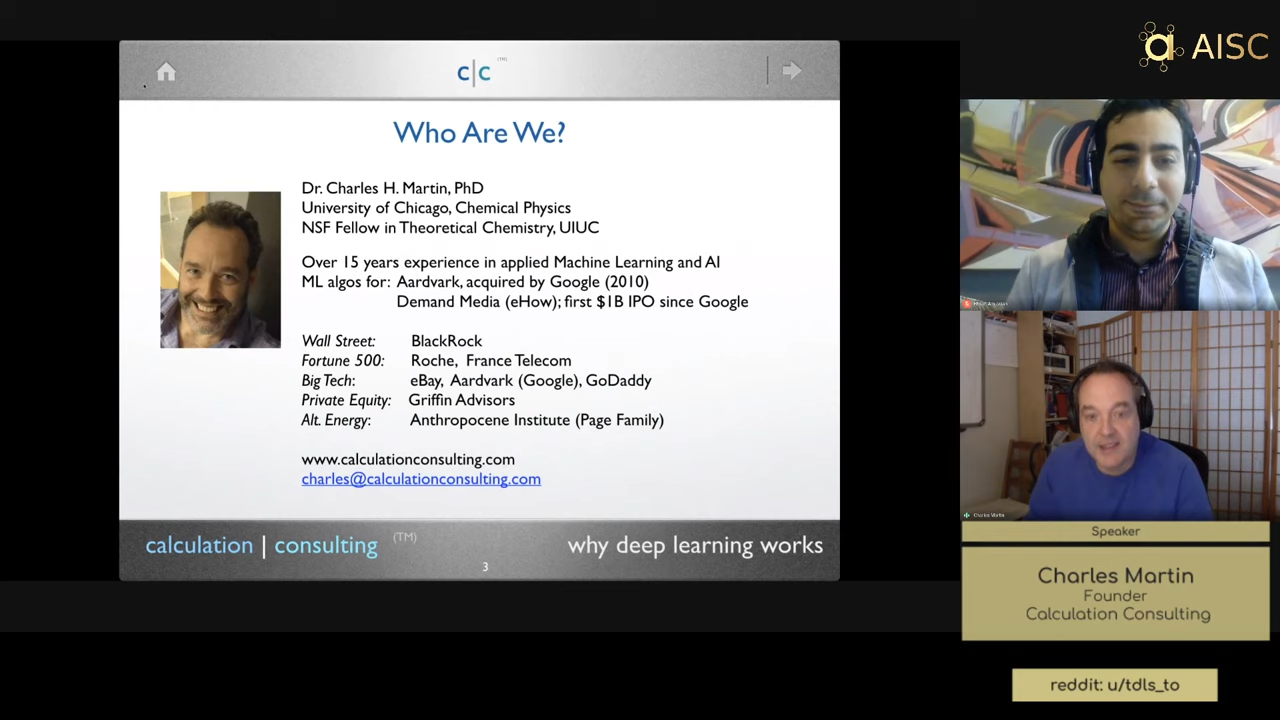 c|c (TM)
Who Are We?
Dr. Charles H. Martin, PhD
University of Chicago, Chemical Physics
NSF Fellow in Theoretical Chemistry, UIUC
Over 15 years experience in applied Machine Learning and AI
ML algos for: Aardvark, acquired by Google (2010)
Demand Media (eHow); first $1B IPO since Google
Wall Street: BlackRock
Fortune 500: Roche, France Telecom
Big Tech: eBay, Aardvark (Google), GoDaddy
Private Equity: Griffin Advisors
Alt. Energy: Anthropocene Institute (Page Family)
www.calculationconsulting.com
charles@calculationconsulting.com
calculation | consulting (TM) why deep learning works
3
AISC
Charles Martin
Speaker
Charles Martin
Founder
Calculation Consulting
reddit: u/tdls_to